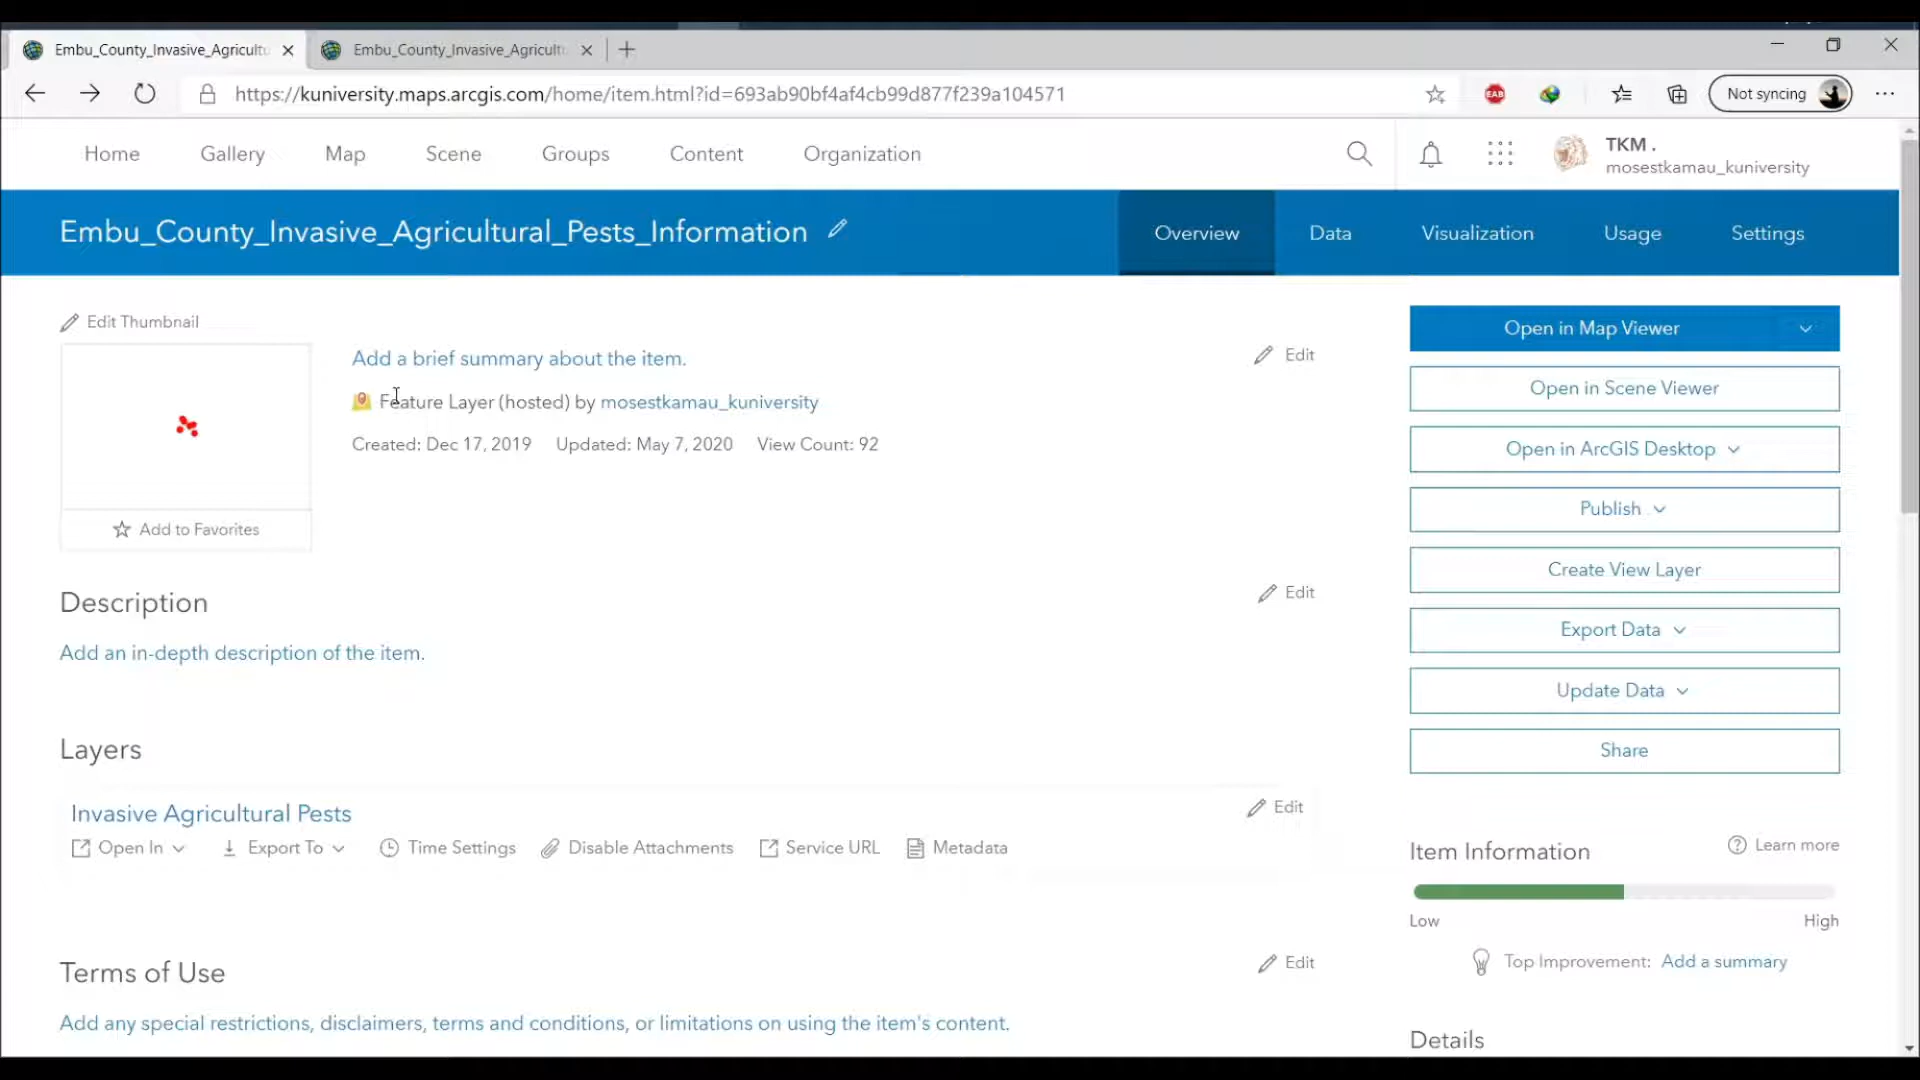 Embu_County_Invasive_Agricultu
Embu_County_Invasive_Agricultu
https://kuniversity.maps.arcgis.com/home/item.html?id=693ab90bf4af4cb99d877f239a104571
EAB
Not syncing
Home Gallery Map Scene Groups Content Organization
TKM .
mosestkamau_kuniversity
Embu_County_Invasive_Agricultural_Pests_Information
Overview Data Visualization Usage Settings
Edit Thumbnail
Add to Favorites
Add a brief summary about the item.
Edit
Feature Layer (hosted) by mosestkamau_kuniversity
Created: Dec 17, 2019 Updated: May 7, 2020 View Count: 92
Description
Edit
Add an in-depth description of the item.
Layers
Invasive Agricultural Pests
Edit
Open In Export To Time Settings Disable Attachments Service URL Metadata
Terms of Use
Edit
Add any special restrictions, disclaimers, terms and conditions, or limitations on using the item's content.
Open in Map Viewer
Open in Scene Viewer
Open in ArcGIS Desktop
Publish
Create View Layer
Export Data
Update Data
Share
Item Information
Learn more
Low High
Top Improvement: Add a summary
Details